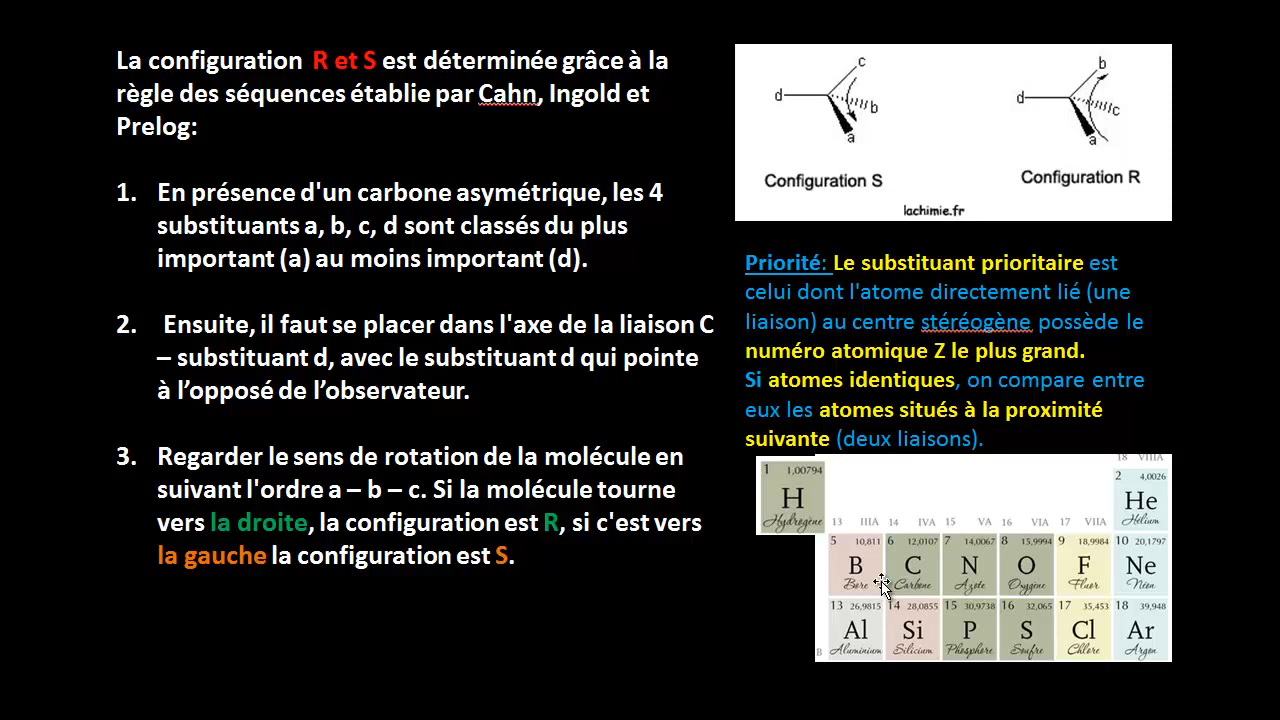 La configuration R et S est déterminée grâce à la
règle des séquences établie par Cahn, Ingold et
Prelog:
1. En présence d'un carbone asymétrique, les 4
substituants a, b, c, d sont classés du plus
important (a) au moins important (d).
2. Ensuite, il faut se placer dans l'axe de la liaison C
– substituant d, avec le substituant d qui pointe
à l’opposé de l’observateur.
3. Regarder le sens de rotation de la molécule en
suivant l'ordre a – b – c. Si la molécule tourne
vers la droite, la configuration est R, si c'est vers
la gauche la configuration est S.
c
d
b
a
Configuration S
b
d
c
a
Configuration R
lachimie.fr
Priorité: Le substituant prioritaire est
celui dont l'atome directement lié (une
liaison) au centre stéréogène possède le
numéro atomique Z le plus grand.
Si atomes identiques, on compare entre
eux les atomes situés à la proximité
suivante (deux liaisons).
18 VIIIA
1 1,00794
H
Hydrogène
2 4,0026
He
Hélium
13 IIIA 14 IVA 15 VA 16 VIA 17 VIIA
5 10,811 6 12,0107 7 14,0067 8 15,9994 9 18,9984 10 20,1797
B C N O F Ne
Bore Carbone Azote Oxygène Fluor Néon
13 26,9815 14 28,0855 15 30,9738 16 32,065 17 35,453 18 39,948
Al Si P S Cl Ar
B Aluminium Silicium Phosphore Soufre Chlore Argon